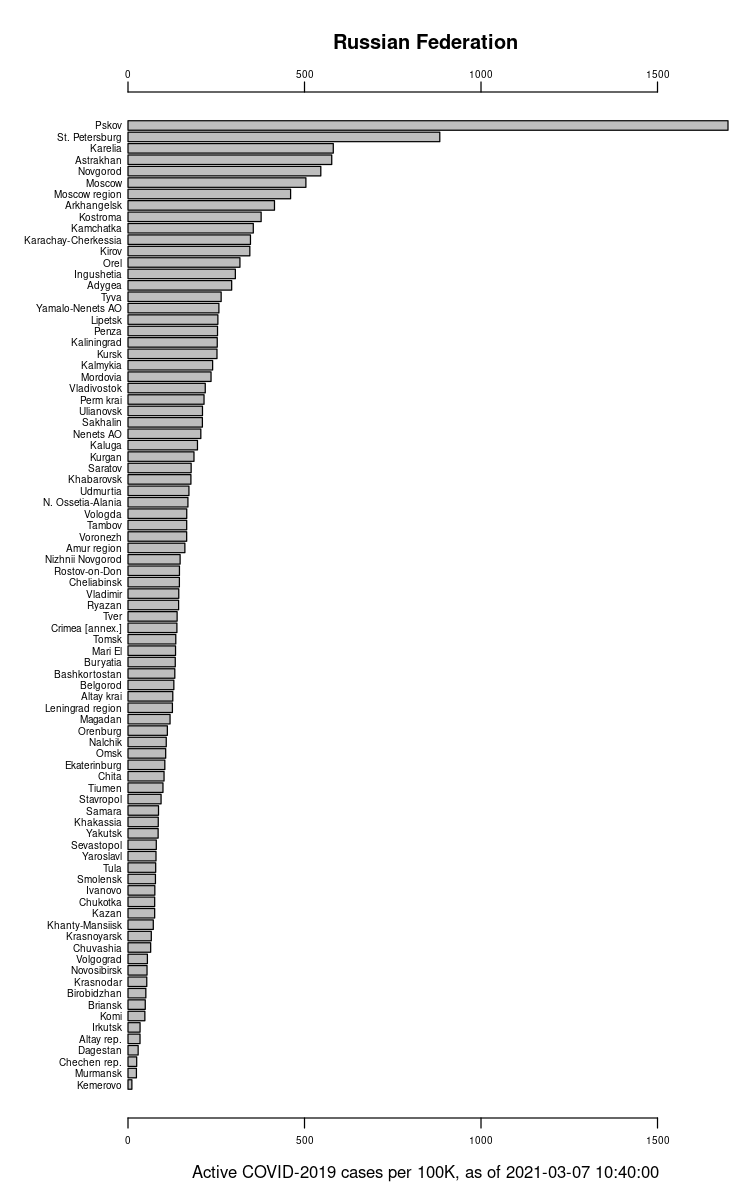 Russian Federation
0 500 1000 1500
Pskov
St. Petersburg
Karelia
Astrakhan
Novgorod
Moscow
Moscow region
Arkhangelsk
Kostroma
Kamchatka
Karachay-Cherkessia
Kirov
Orel
Ingushetia
Adygea
Tyva
Yamalo-Nenets AO
Lipetsk
Penza
Kaliningrad
Kursk
Kalmykia
Mordovia
Vladivostok
Perm krai
Ulianovsk
Sakhalin
Nenets AO
Kaluga
Kurgan
Saratov
Khabarovsk
Udmurtia
N. Ossetia-Alania
Vologda
Tambov
Voronezh
Amur region
Nizhnii Novgorod
Rostov-on-Don
Cheliabinsk
Vladimir
Ryazan
Tver
Crimea [annex.]
Tomsk
Mari El
Buryatia
Bashkortostan
Belgorod
Altay krai
Leningrad region
Magadan
Orenburg
Nalchik
Omsk
Ekaterinburg
Chita
Tiumen
Stavropol
Samara
Khakassia
Yakutsk
Sevastopol
Yaroslavl
Tula
Smolensk
Ivanovo
Chukotka
Kazan
Khanty-Mansiisk
Krasnoyarsk
Chuvashia
Volgograd
Novosibirsk
Krasnodar
Birobidzhan
Briansk
Komi
Irkutsk
Altay rep.
Dagestan
Chechen rep.
Murmansk
Kemerovo
0 500 1000 1500
Active COVID-2019 cases per 100K, as of 2021-03-07 10:40:00